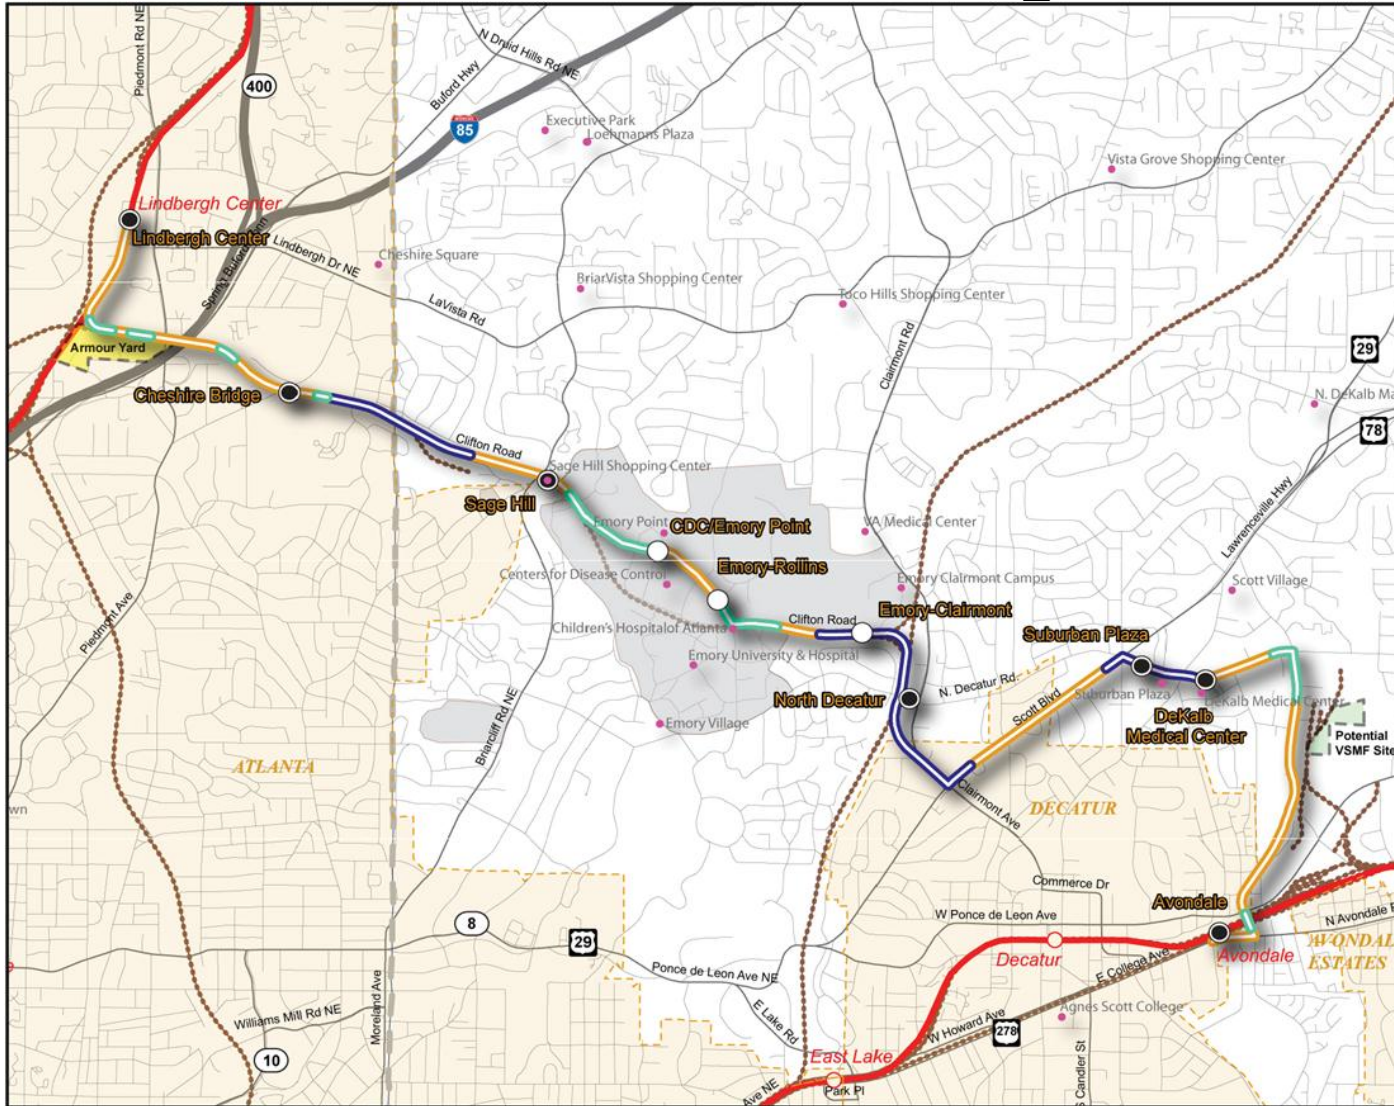 Piedmont Rd NE
N Druid Hills Rd NE
Buford Hwy
400
INTERSTATE
85
Executive Park
Loehmanns Plaza
Vista Grove Shopping Center
Lindbergh Center
Lindbergh Center
Lindbergh Dr NE
Cheshire Square
BriarVista Shopping Center
Toco Hills Shopping Center
LaVista Rd
Clairmont Rd
Armour Yard
29
Cheshire Bridge
N. DeKalb Ma
78
Clifton Road
Sage Hill Shopping Center
Sage Hill
Lawrenceville Hwy
Emory Point
CDC/Emory Point
VA Medical Center
Emory-Rollins
Centers for Disease Control
Emory Clairmont Campus
Scott Village
Piedmont Ave
Clifton Road
Emory-Clairmont
Children's Hospitalof Atlanta
Suburban Plaza
Emory University & Hospital
N. Decatur Rd.
Suburban Plaza
North Decatur
Scott Blvd
DeKalb Medical Center
DeKalb
Medical Center
Emory Village
Briarcliff Rd NE
Potential
VSMF Site
ATLANTA
Clairmont Ave
DECATUR
wn
Commerce Dr
Avondale
W Ponce de Leon Ave
8
29
N Avondale R
Decatur
E College Ave
Avondale
AVONDAL
ESTATES
Ponce de Leon Ave NE
Moreland Ave
Agnes Scott College
E Lake Rd
Williams Mill Rd NE
W Howard Ave
278
East Lake
10
Park Pl
Ave NE
S Candler St